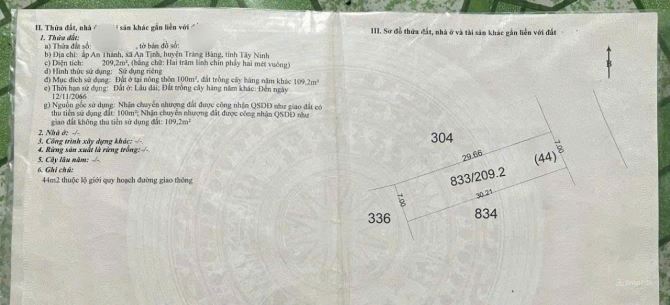 II. Thửa đất, nhà ở sản khác gắn liền với
1. Thửa đất:
a) Thửa đất số: , tờ bản đồ số:
b) Địa chỉ: ấp An Thành, xã An Tịnh, huyện Trảng Bàng, tỉnh Tây Ninh
c) Diện tích: 209,2m², (bằng chữ: Hai trăm linh chín phẩy hai mét vuông)
d) Hình thức sử dụng: Sử dụng riêng
đ) Mục đích sử dụng: Đất ở tại nông thôn 100m², đất trồng cây hàng năm khác 109,2m²
e) Thời hạn sử dụng: Đất ở: Lâu dài; Đất trồng cây hàng năm khác: Đến ngày
12/11/2066
g) Nguồn gốc sử dụng: Nhận chuyển nhượng đất được công nhận QSDĐ như giao đất có
thu tiền sử dụng đất: 100m²; Nhận chuyển nhượng đất được công nhận QSDĐ như
giao đất không thu tiền sử dụng đất: 109,2m²
2. Nhà ở: -/-
3. Công trình xây dựng khác: -/-
4. Rừng sản xuất là rừng trồng: -/-
5. Cây lâu năm: -/-
6. Ghi chú:
44m2 thuộc lộ giới quy hoạch đường giao thông
III. Sơ đồ thửa đất, nhà ở và tài sản khác gắn liền với đất
B
304
29.66
7.00
(44)
833/209.2
7.00
30.21
336
834